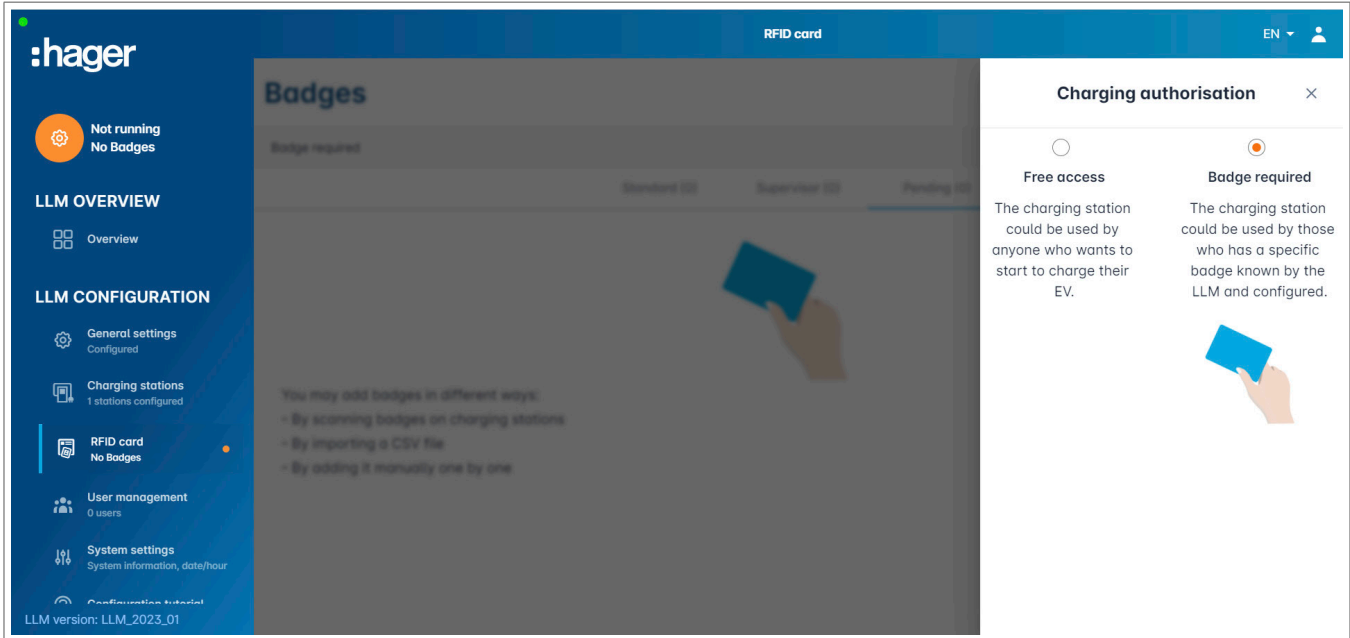 :hager
RFID card
EN
Not running
No Badges
LLM OVERVIEW
Overview
LLM CONFIGURATION
General settings
Configured
Charging stations
1 stations configured
RFID card
No Badges
User management
0 users
System settings
System information, date/hour
Configuration tutorial
LLM version: LLM_2023_01
Badges
Badge required
Standard (0)
Supervisor (0)
Pending (0)
You may add badges in different ways:
- By scanning badges on charging stations
- By importing a CSV file
- By adding it manually one by one
Charging authorisation
Free access
The charging station
could be used by
anyone who wants to
start to charge their
EV.
Badge required
The charging station
could be used by those
who has a specific
badge known by the
LLM and configured.